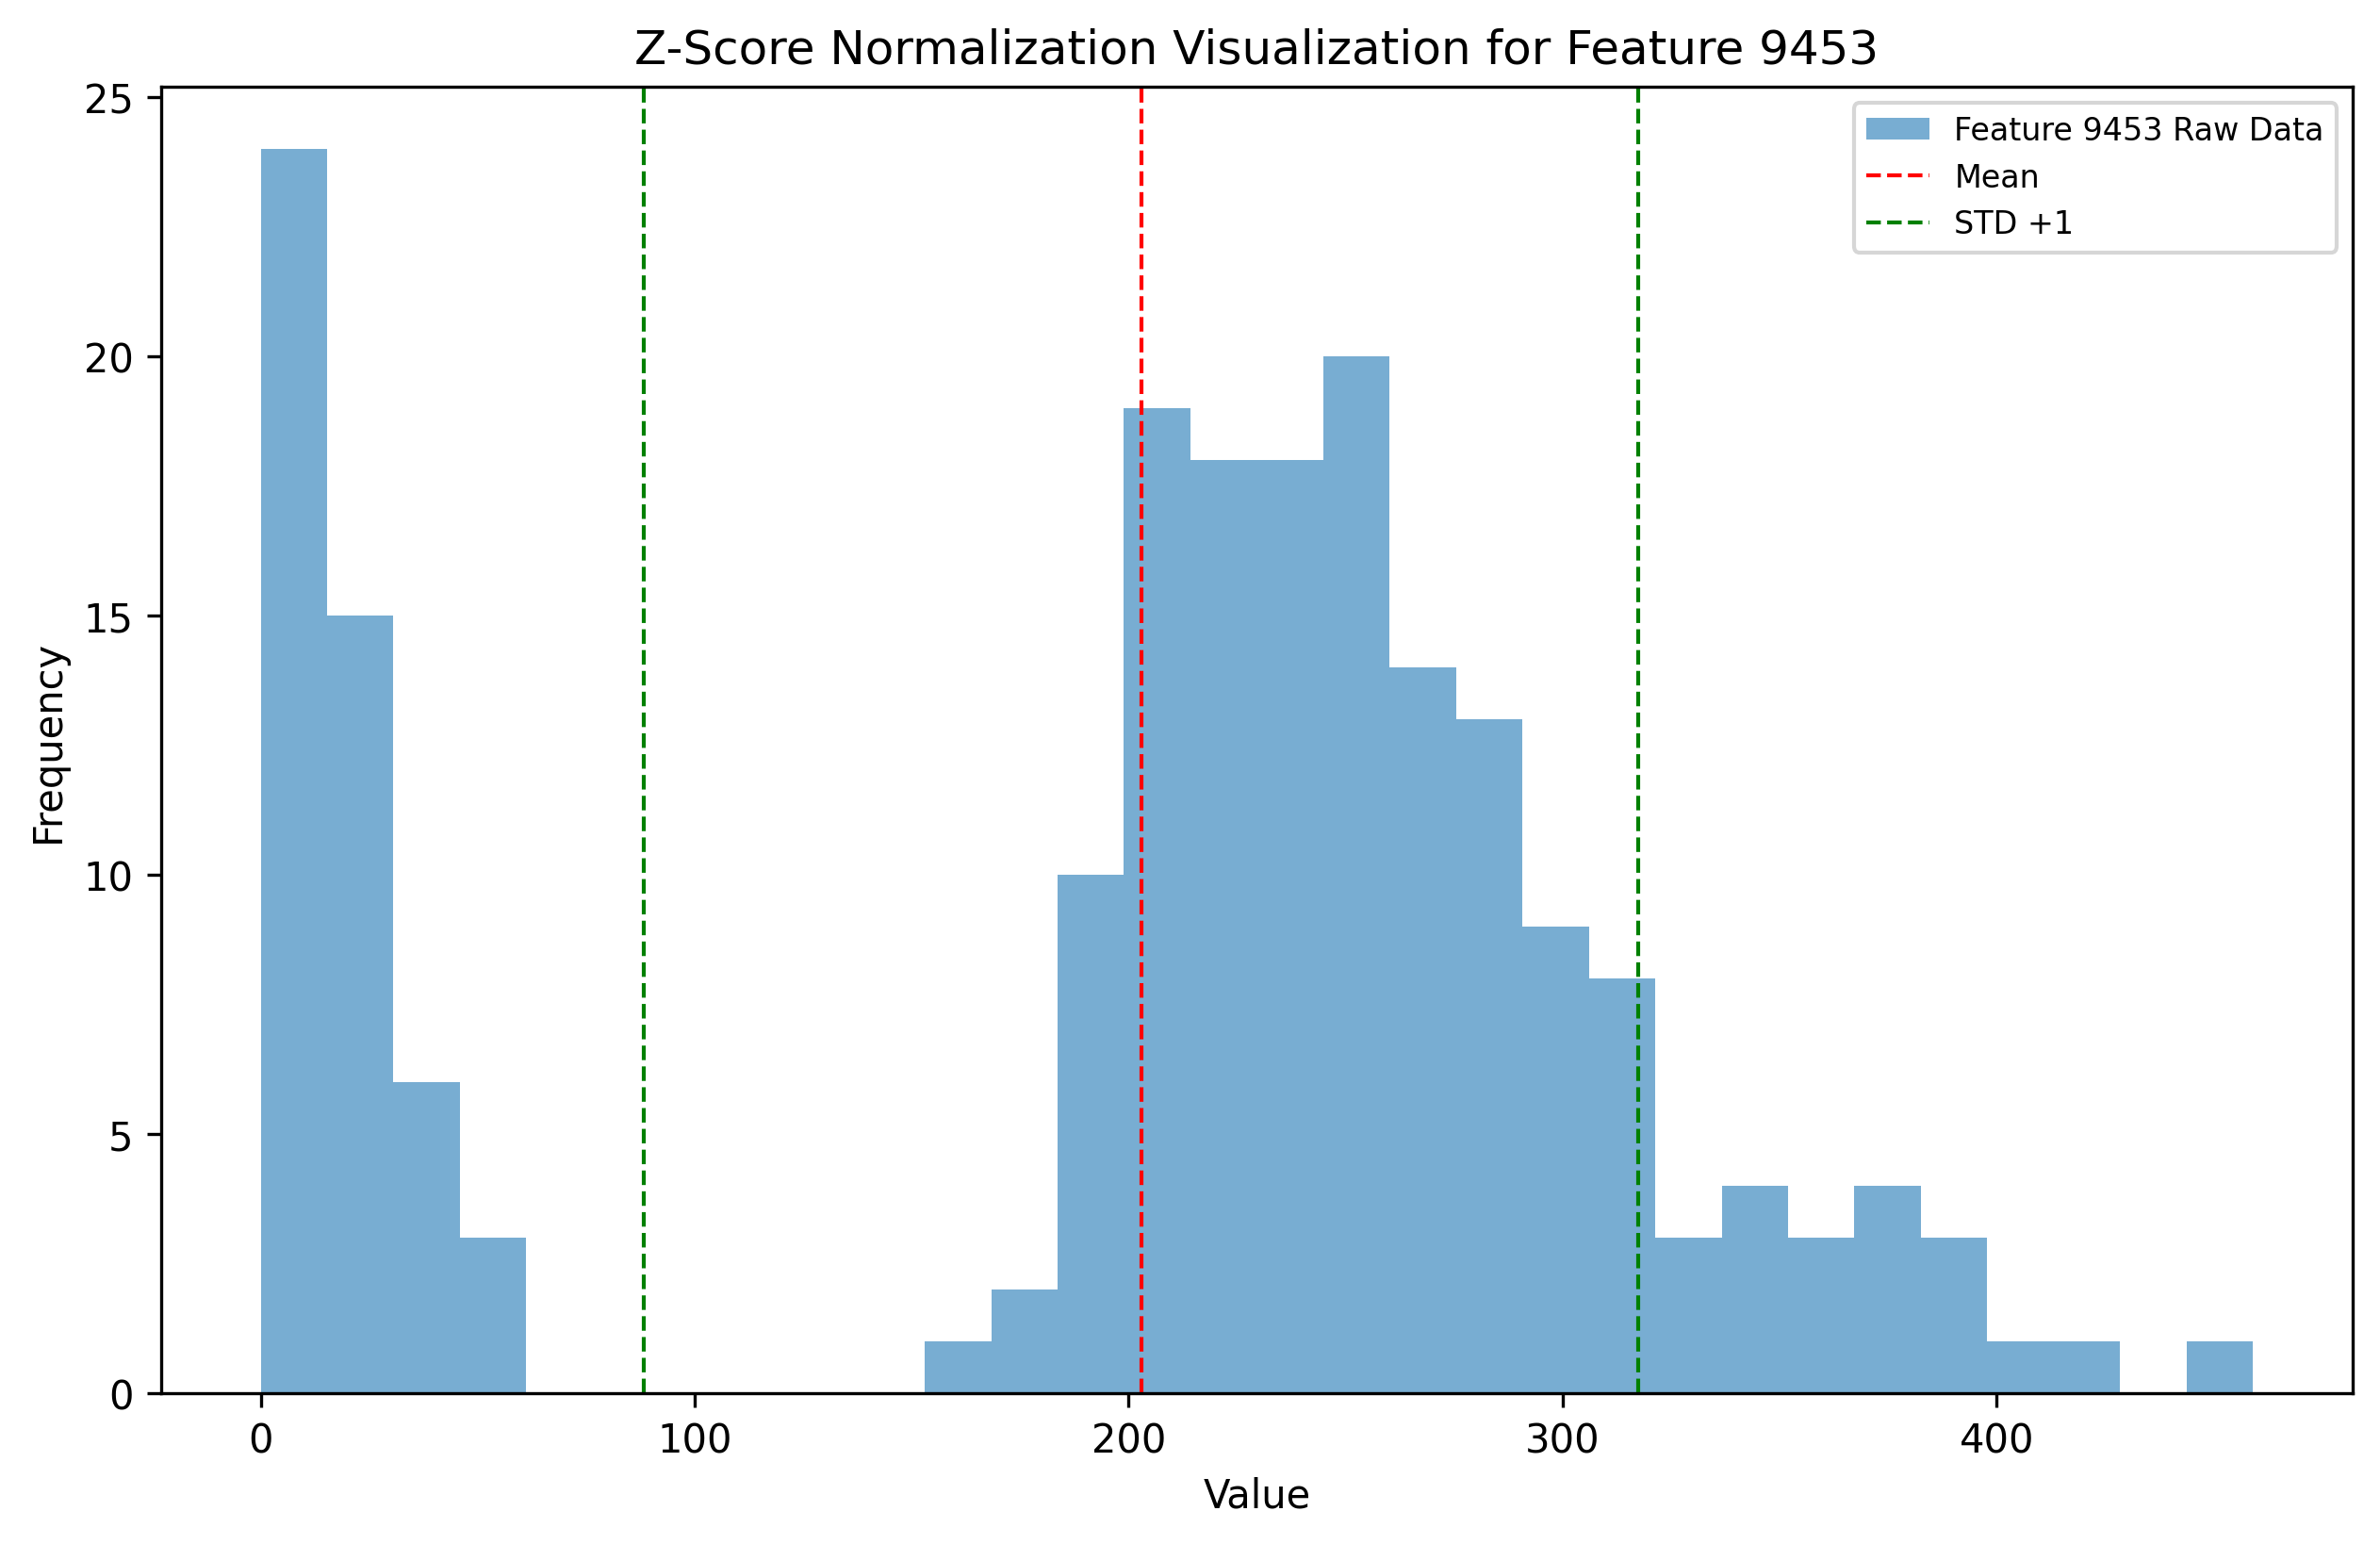 Z-Score Normalization Visualization for Feature 9453
Feature 9453 Raw Data
Mean
STD +1
25
20
15
10
5
0
Frequency
0
100
200
300
400
Value